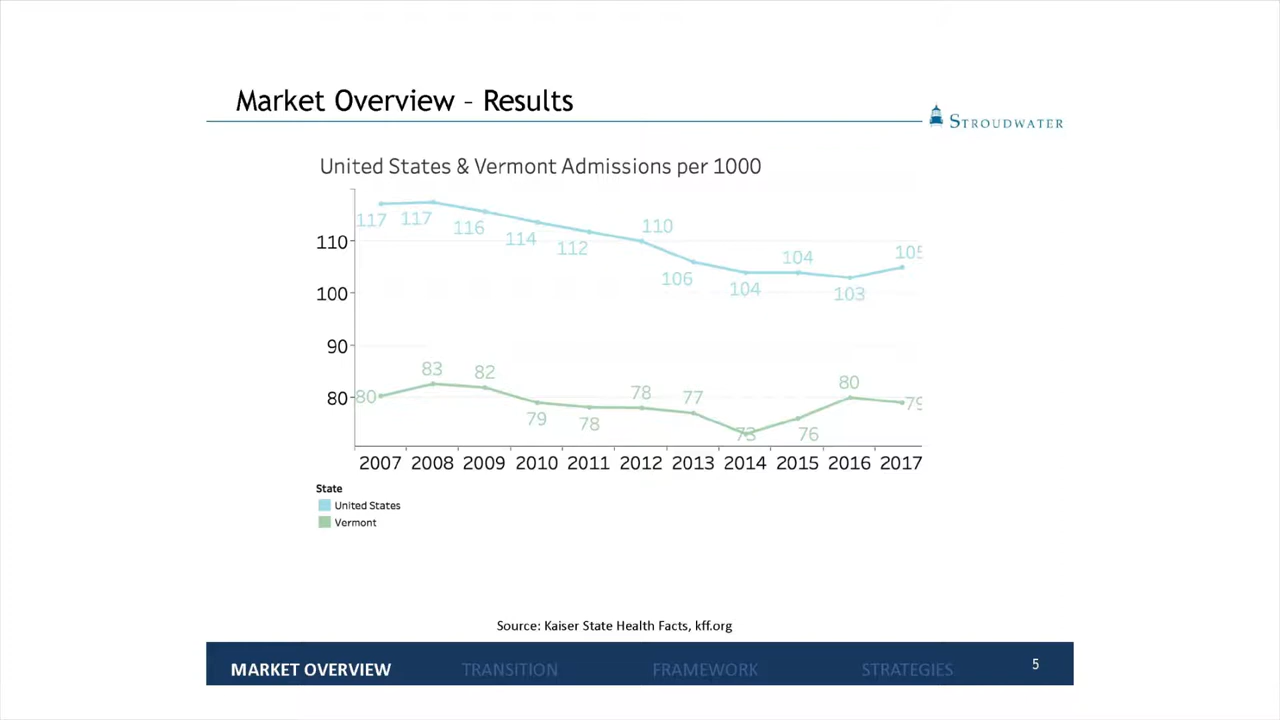 Market Overview – Results
STROUDWATER
United States & Vermont Admissions per 1000
117 117 116 114 112 110 106 104 104 103 105
110
100
90
80
80 83 82 79 78 78 77 73 76 80 79
2007 2008 2009 2010 2011 2012 2013 2014 2015 2016 2017
State
United States
Vermont
Source: Kaiser State Health Facts, kff.org
MARKET OVERVIEW TRANSITION FRAMEWORK STRATEGIES 5